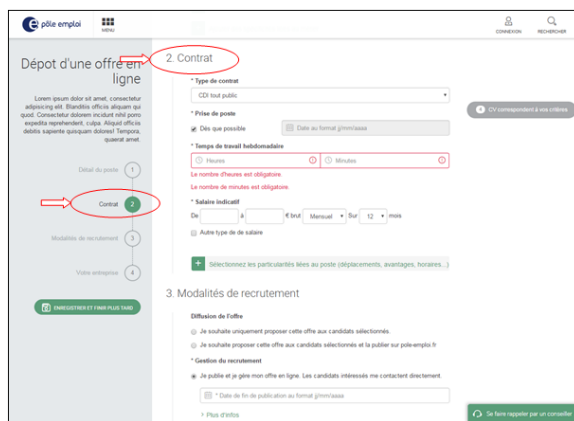 pôle emploi
MENU
CONNEXION
RECHERCHER
Dépot d'une offre en
ligne
Lorem ipsum dolor sit amet, consectetur
adipisicing elit. Blanditiis officiis aliquam qui
quod. Consectetur dolorem incidunt nihil porro
expedita reprehenderit, culpa. Aliquid officiis
debitis sapiente quisquam dolores! Tempora,
quaerat amet.
Détail du poste 1
Contrat 2
Modalités de recrutement 3
Votre entreprise 4
ENREGISTRER ET FINIR PLUS TARD
2. Contrat
* Type de contrat
CDI tout public
* Prise de poste
Dès que possible
Date au format jj/mm/aaaa
* Temps de travail hebdomadaire
Heures
Minutes
Le nombre d'heures est obligatoire.
Le nombre de minutes est obligatoire.
* Salaire indicatif
De à € brut Mensuel Sur 12 mois
Autre type de de salaire
+ Sélectionnez les particularités liées au poste (déplacements, avantages, horaires...)
3. Modalités de recrutement
Diffusion de l'offre
Je souhaite uniquement proposer cette offre aux candidats sélectionnés.
Je souhaite proposer cette offre aux candidats sélectionnés et la publier sur pole-emploi.fr
* Gestion du recrutement
Je publie et je gère mon offre en ligne. Les candidats intéressés me contactent directement.
* Date de fin de publication au format jj/mm/aaaa
› Plus d'infos
CV correspondent à vos critères
Se faire rappeler par un conseiller